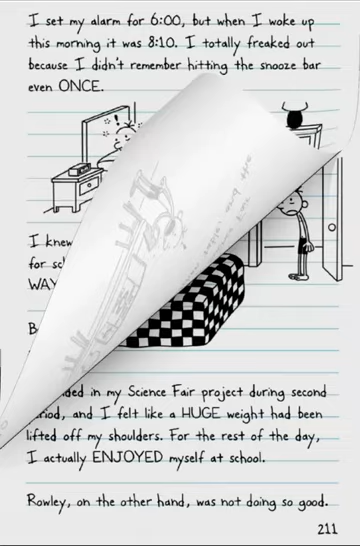 I set my alarm for 6:00, but when I woke up
this morning it was 8:10. I totally freaked out
because I didn't remember hitting the snooze bar
even ONCE.
I knew
for
WAY
in my Science Fair project during second
and I felt like a HUGE weight had been
lifted off my shoulders. For the rest of the day,
I actually ENJOYED myself at school.
Rowley, on the other hand, was not doing so good.
211